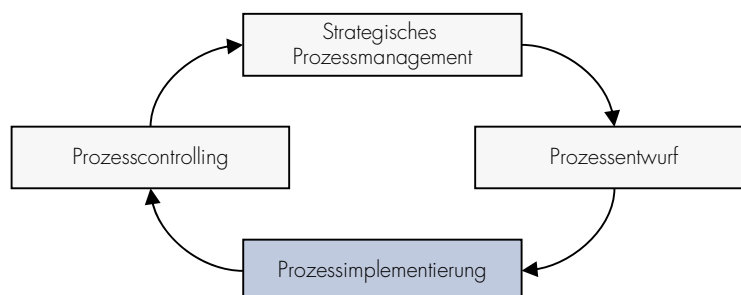 Strategisches
Prozessmanagement
Prozesscontrolling
Prozessentwurf
Prozessimplementierung